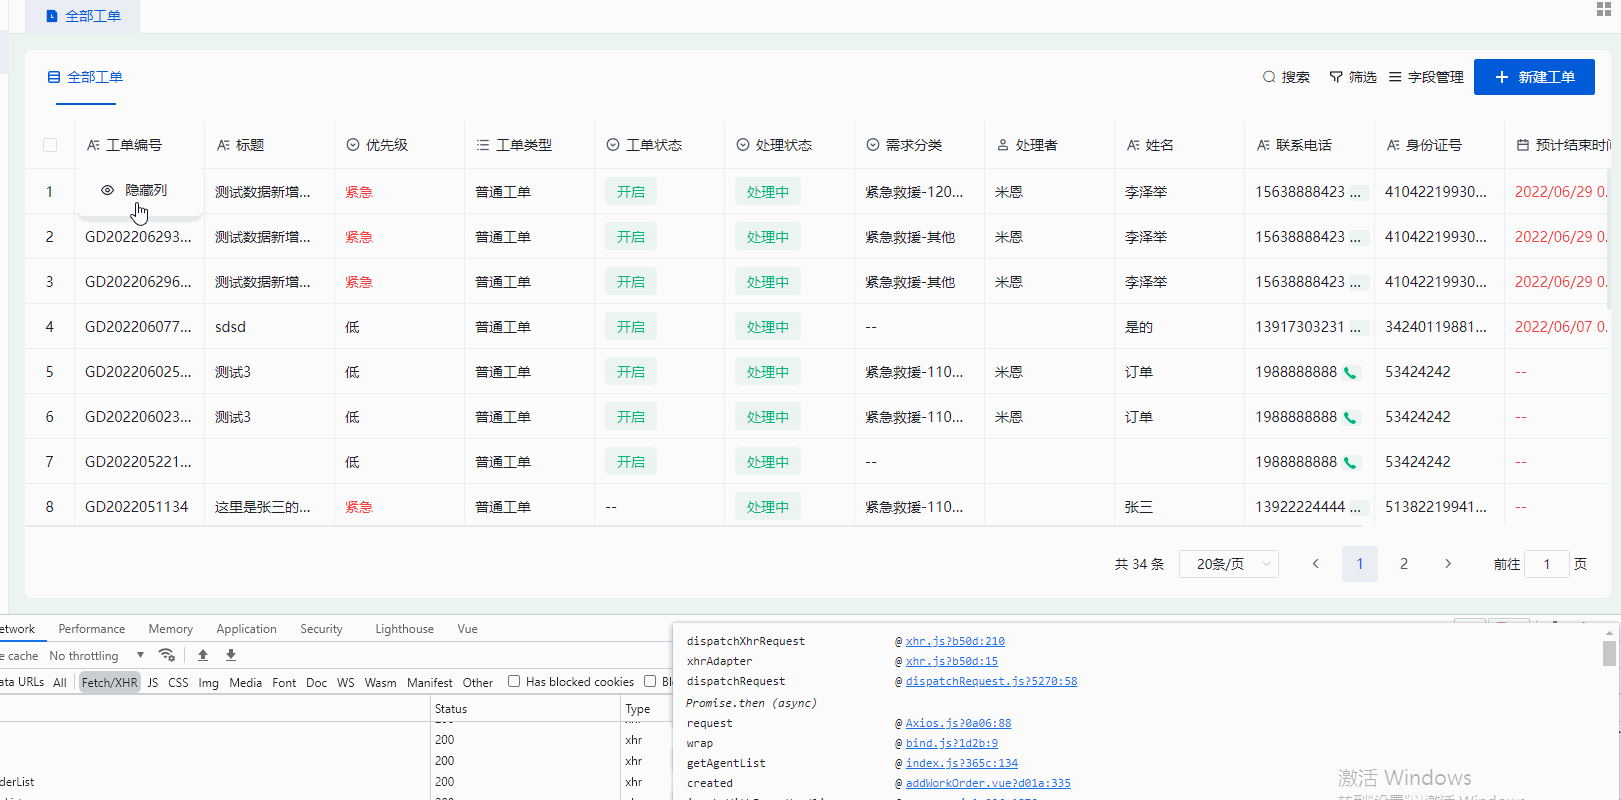 全部工单
全部工单 搜索 筛选 字段管理 新建工单
工单编号 标题 优先级 工单类型 工单状态 处理状态 需求分类 处理者 姓名 联系电话 身份证号 预计结束时间
1 隐藏列 测试数据新增... 紧急 普通工单 开启 处理中 紧急救援-120... 米恩 李泽举 15638888423 ... 41042219930... 2022/06/29 0.
2 GD202206293... 测试数据新增... 紧急 普通工单 开启 处理中 紧急救援-其他 米恩 李泽举 15638888423 ... 41042219930... 2022/06/29 0.
3 GD202206296... 测试数据新增... 紧急 普通工单 开启 处理中 紧急救援-其他 米恩 李泽举 15638888423 ... 41042219930... 2022/06/29 0.
4 GD202206077... sdsd 低 普通工单 开启 处理中 -- 是的 13917303231 ... 34240119881... 2022/06/07 0.
5 GD202206025... 测试3 低 普通工单 开启 处理中 紧急救援-110... 米恩 订单 1988888888 53424242 --
6 GD202206023... 测试3 低 普通工单 开启 处理中 紧急救援-110... 米恩 订单 1988888888 53424242 --
7 GD202205221... 低 普通工单 开启 处理中 -- 1988888888 53424242 --
8 GD2022051134 这里是张三的... 紧急 普通工单 -- 处理中 紧急救援-110... 张三 13922224444 ... 51382219941... --
共 34 条 20条/页 1 2 前往 1 页
etwork Performance Memory Application Security Lighthouse Vue
e cache No throttling
ata URLs All Fetch/XHR JS CSS Img Media Font Doc WS Wasm Manifest Other Has blocked cookies Bl
Status Type
200 xhr
200 xhr
derList 200 xhr
dispatchXhrRequest @ xhr.js?b50d:210
xhrAdapter @ xhr.js?b50d:15
dispatchRequest @ dispatchRequest.js?5270:58
Promise.then (async)
request @ Axios.js?0a06:88
wrap @ bind.js?1d2b:9
getAgentList @ index.js?365c:134
created @ addWorkOrder.vue?d01a:335
激活 Windows